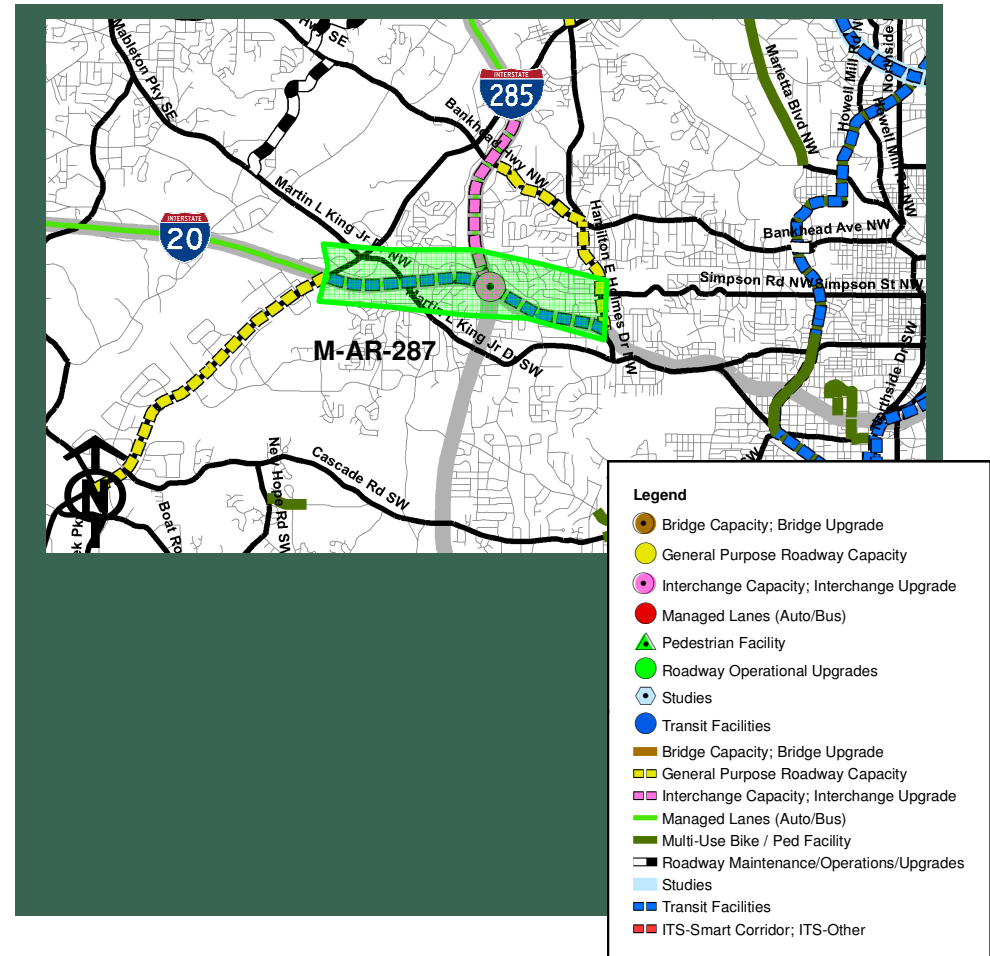 Mableton Pky SE
Hwy SE
INTERSTATE
285
Bankhead Hwy NW
Marietta Blvd NW
Howell Mill Rd
Northside
Howell Mill Rd NW
Martin L King Jr Dr NW
INTERSTATE
20
Hamilton E Holmes Dr NW
Bankhead Ave NW
Simpson Rd NW
Simpson St NW
Martin L King Jr Dr SW
M-AR-287
Northside Dr SW
SW
N
New Hope Rd SW
Cascade Rd SW
Boat Ro
ek Pk
Legend
Bridge Capacity; Bridge Upgrade
General Purpose Roadway Capacity
Interchange Capacity; Interchange Upgrade
Managed Lanes (Auto/Bus)
Pedestrian Facility
Roadway Operational Upgrades
Studies
Transit Facilities
Bridge Capacity; Bridge Upgrade
General Purpose Roadway Capacity
Interchange Capacity; Interchange Upgrade
Managed Lanes (Auto/Bus)
Multi-Use Bike / Ped Facility
Roadway Maintenance/Operations/Upgrades
Studies
Transit Facilities
ITS-Smart Corridor; ITS-Other